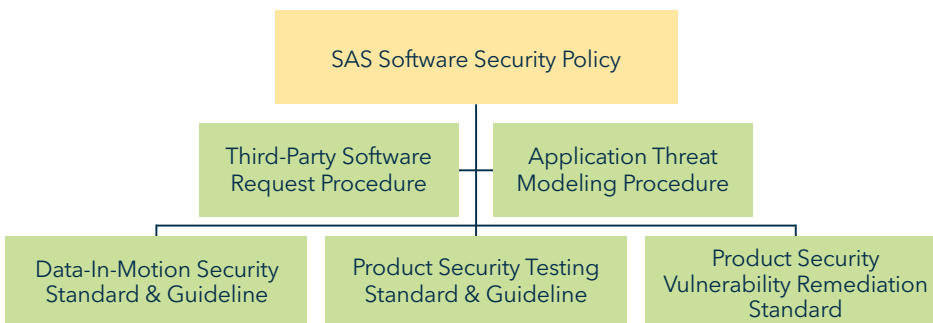 SAS Software Security Policy
Third-Party Software
Request Procedure
Application Threat
Modeling Procedure
Data-In-Motion Security
Standard & Guideline
Product Security Testing
Standard & Guideline
Product Security
Vulnerability Remediation
Standard